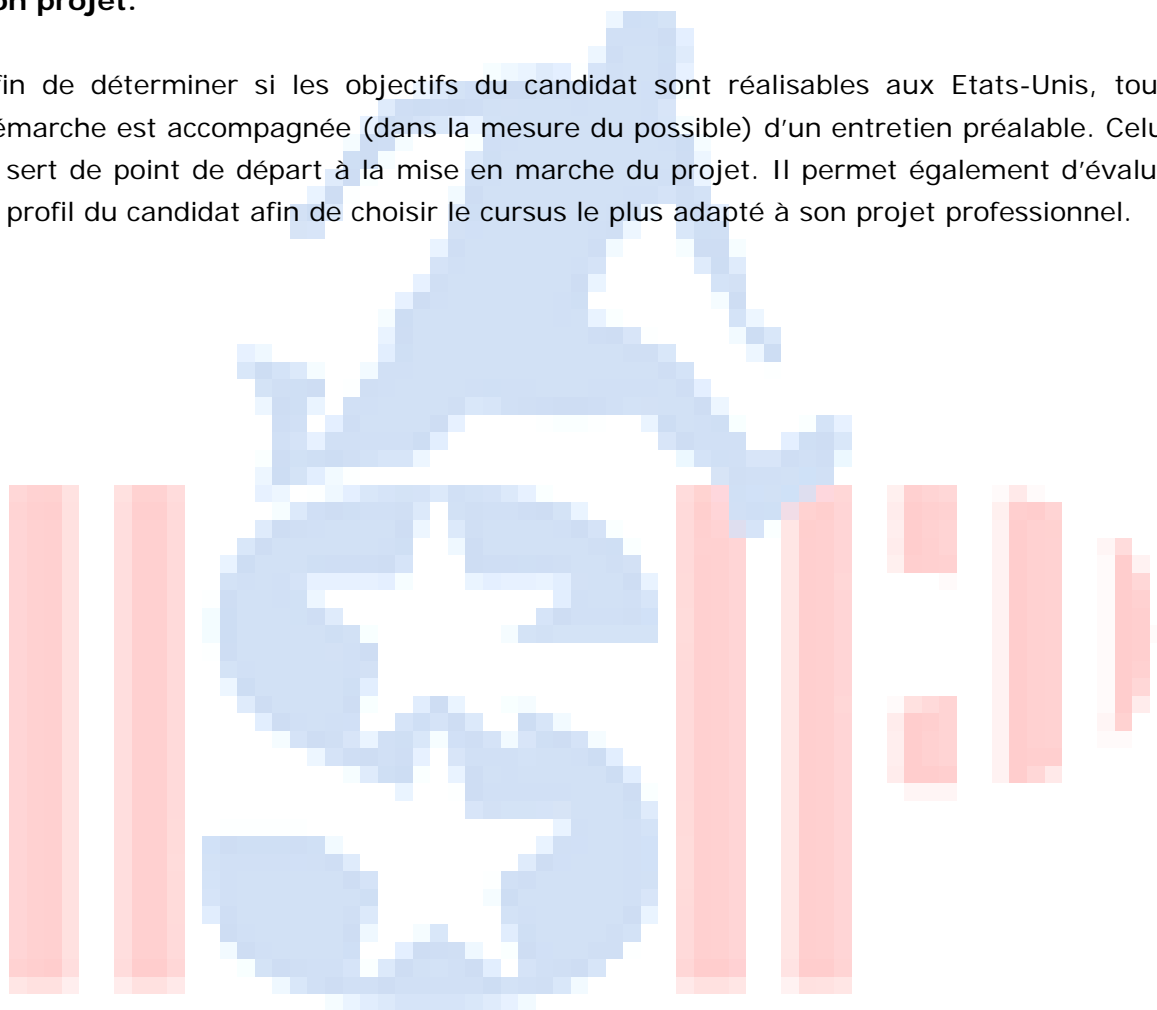 on projet.
fin de déterminer si les objectifs du candidat sont réalisables aux Etats-Unis, tou
émarche est accompagnée (dans la mesure du possible) d'un entretien préalable. Celu
sert de point de départ à la mise en marche du projet. Il permet également d'évalu
profil du candidat afin de choisir le cursus le plus adapté à son projet professionnel.